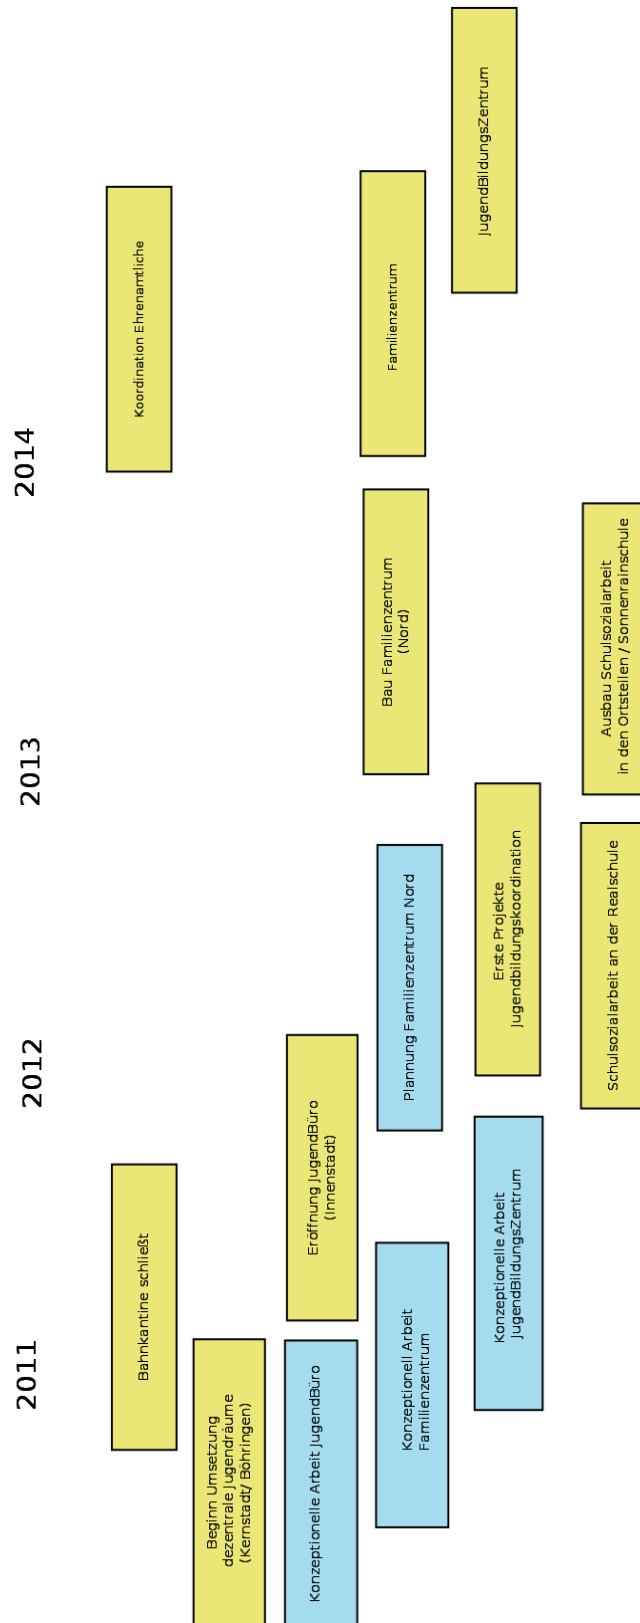 2011
2012
2013
2014
Bahnkantine schließt
Koordination Ehrenamtliche
Beginn Umsetzung
dezentrale Jugendräume
(Kernstadt/ Böhringen)
Konzeptionelle Arbeit JugendBüro
Eröffnung JugendBüro
(Innenstadt)
Konzeptionell Arbeit
Familienzentrum
Plannung Familienzentrum Nord
Bau Familienzentrum
(Nord)
Familienzentrum
Konzeptionelle Arbeit
JugendBildungsZentrum
Erste Projekte
Jugendbildungskoordination
JugendBildungsZentrum
Schulsozialarbeit an der Realschule
Ausbau Schulsozialarbeit
in den Ortsteilen / Sonnenrainschule